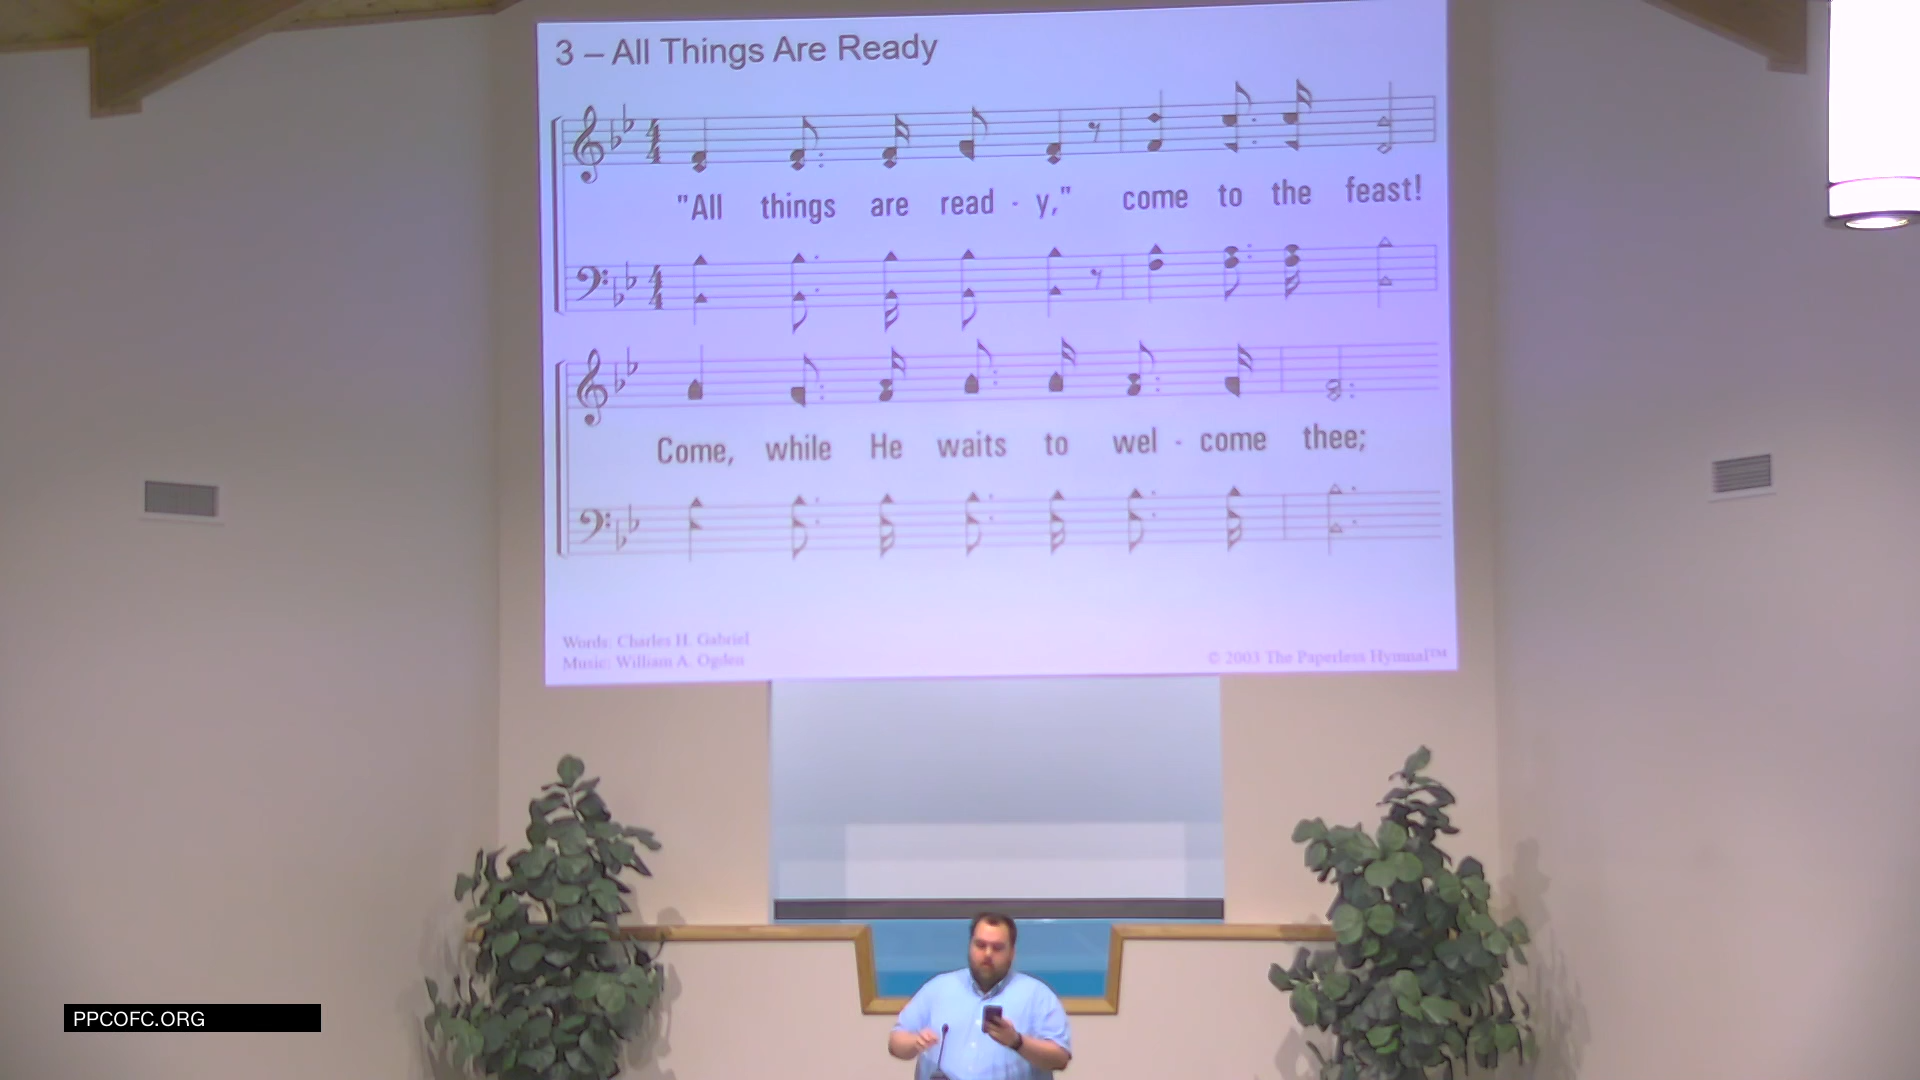 3 – All Things Are Ready
"All things are read - y," come to the feast!
Come, while He waits to wel - come thee;
Words: Charles H. Gabriel
Music: William A. Ogden
© 2003 The Paperless Hymnal™
PPCOFC.ORG